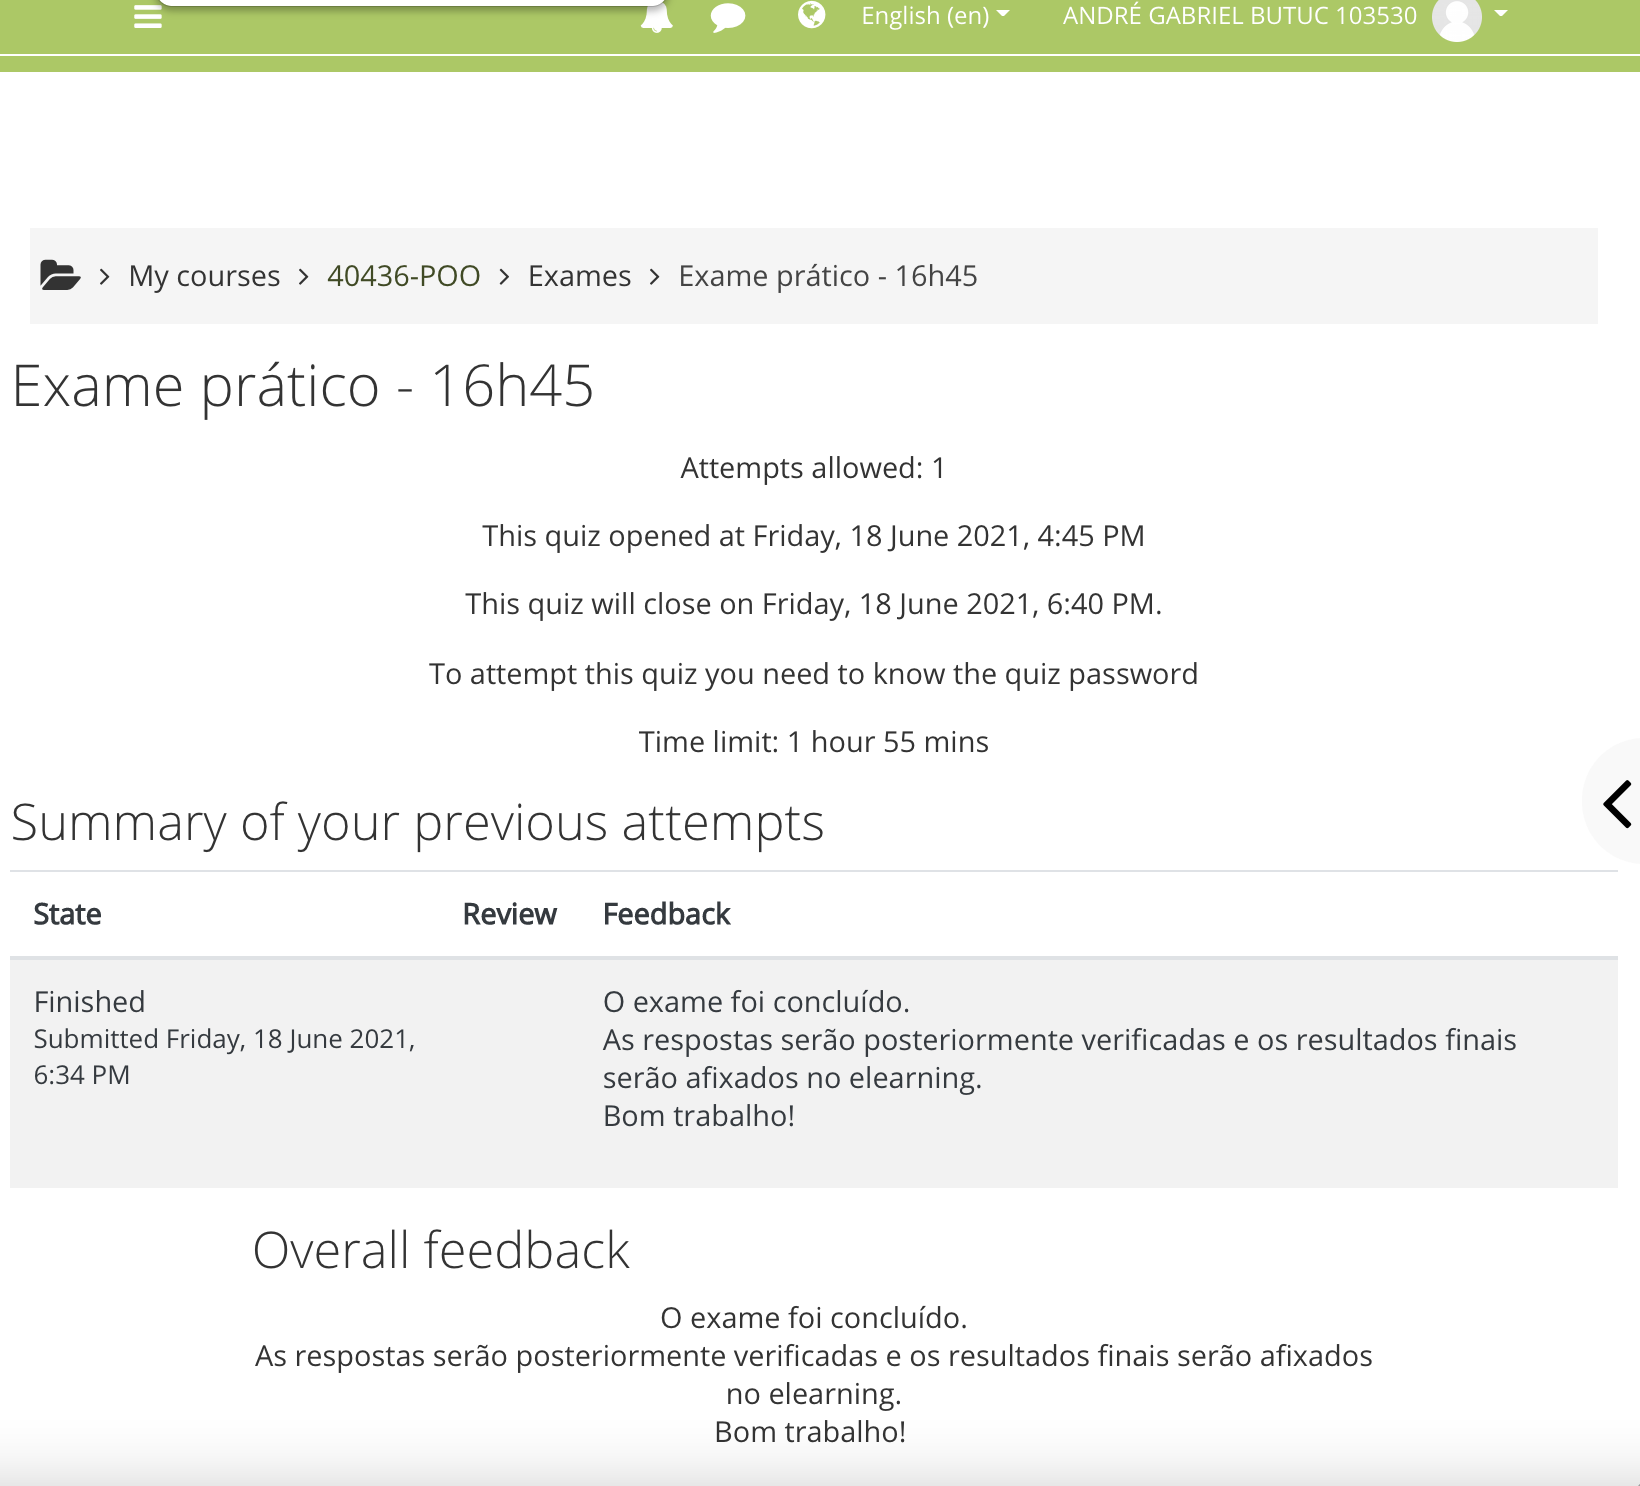 English (en)
ANDRÉ GABRIEL BUTUC 103530
My courses > 40436-POO > Exames > Exame prático - 16h45
Exame prático - 16h45
Attempts allowed: 1
This quiz opened at Friday, 18 June 2021, 4:45 PM
This quiz will close on Friday, 18 June 2021, 6:40 PM.
To attempt this quiz you need to know the quiz password
Time limit: 1 hour 55 mins
Summary of your previous attempts
State Review Feedback
Finished
Submitted Friday, 18 June 2021,
6:34 PM
O exame foi concluído.
As respostas serão posteriormente verificadas e os resultados finais
serão afixados no elearning.
Bom trabalho!
Overall feedback
O exame foi concluído.
As respostas serão posteriormente verificadas e os resultados finais serão afixados
no elearning.
Bom trabalho!